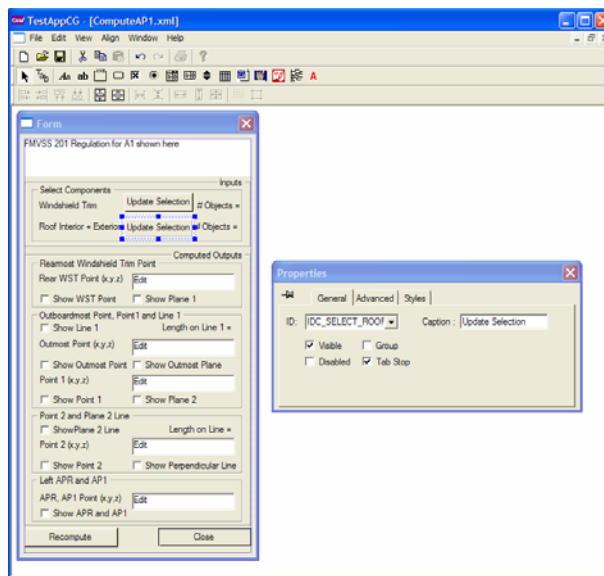 TestAppCG - [ComputeAP1.xml]
File Edit View Align Window Help
Form
FMVSS 201 Regulation for A1 shown here
Inputs
Select Components
Windshield Trim Update Selection # Objects =
Roof Interior + Exterior Update Selection # Objects =
Computed Outputs
Rearmost Windshield Trim Point
Rear WST Point (x,y,z) Edit
Show WST Point Show Plane 1
Outboardmost Point, Point1 and Line 1
Show Line 1 Length on Line 1 =
Outmost Point (x,y,z) Edit
Show Outmost Point Show Outmost Plane
Point 1 (x,y,z) Edit
Show Point 1 Show Plane 2
Point 2 and Plane 2 Line
ShowPlane 2 Line Length on Line =
Point 2 (x,y,z) Edit
Show Point 2 Show Perpendicular Line
Left APR and AP1
APR, AP1 Point (x,y,z) Edit
Show APR and AP1
Recompute Close
Properties
General Advanced Styles
ID: IDC_SELECT_ROOF Caption : Update Selection
Visible Group
Disabled Tab Stop